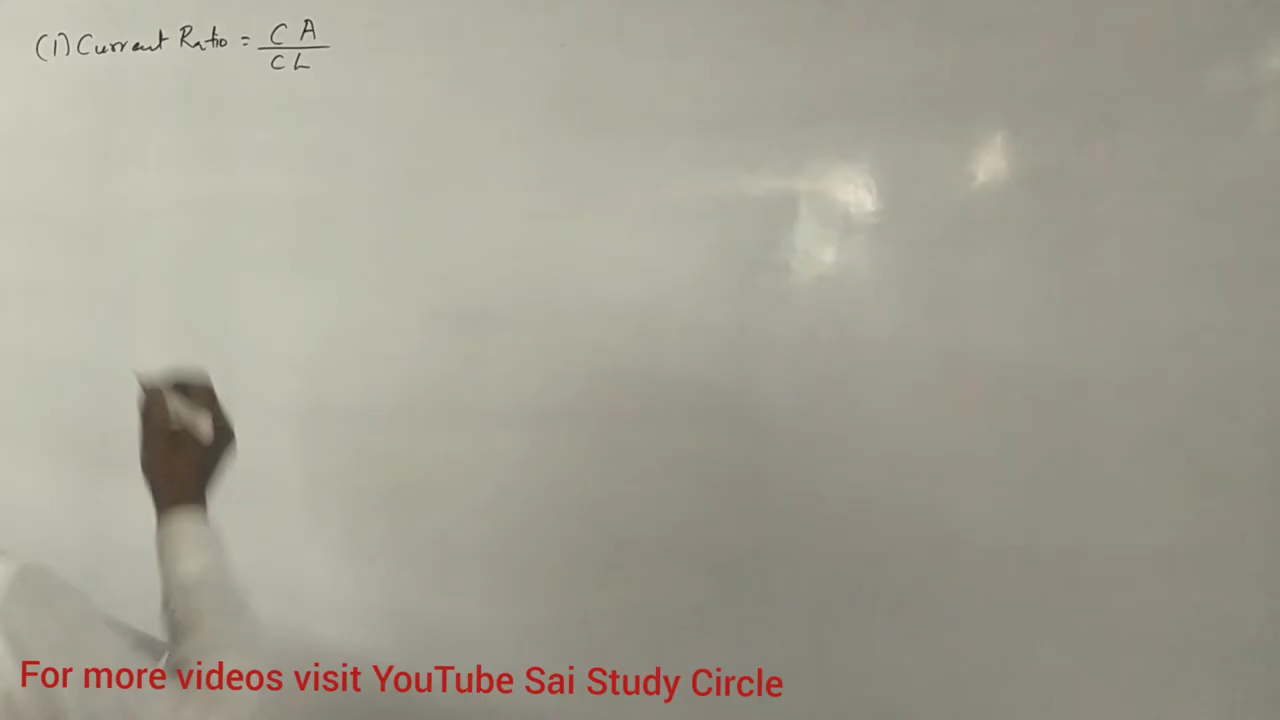 (1) Current Ratio = CA
CL
For more videos visit YouTube Sai Study Circle